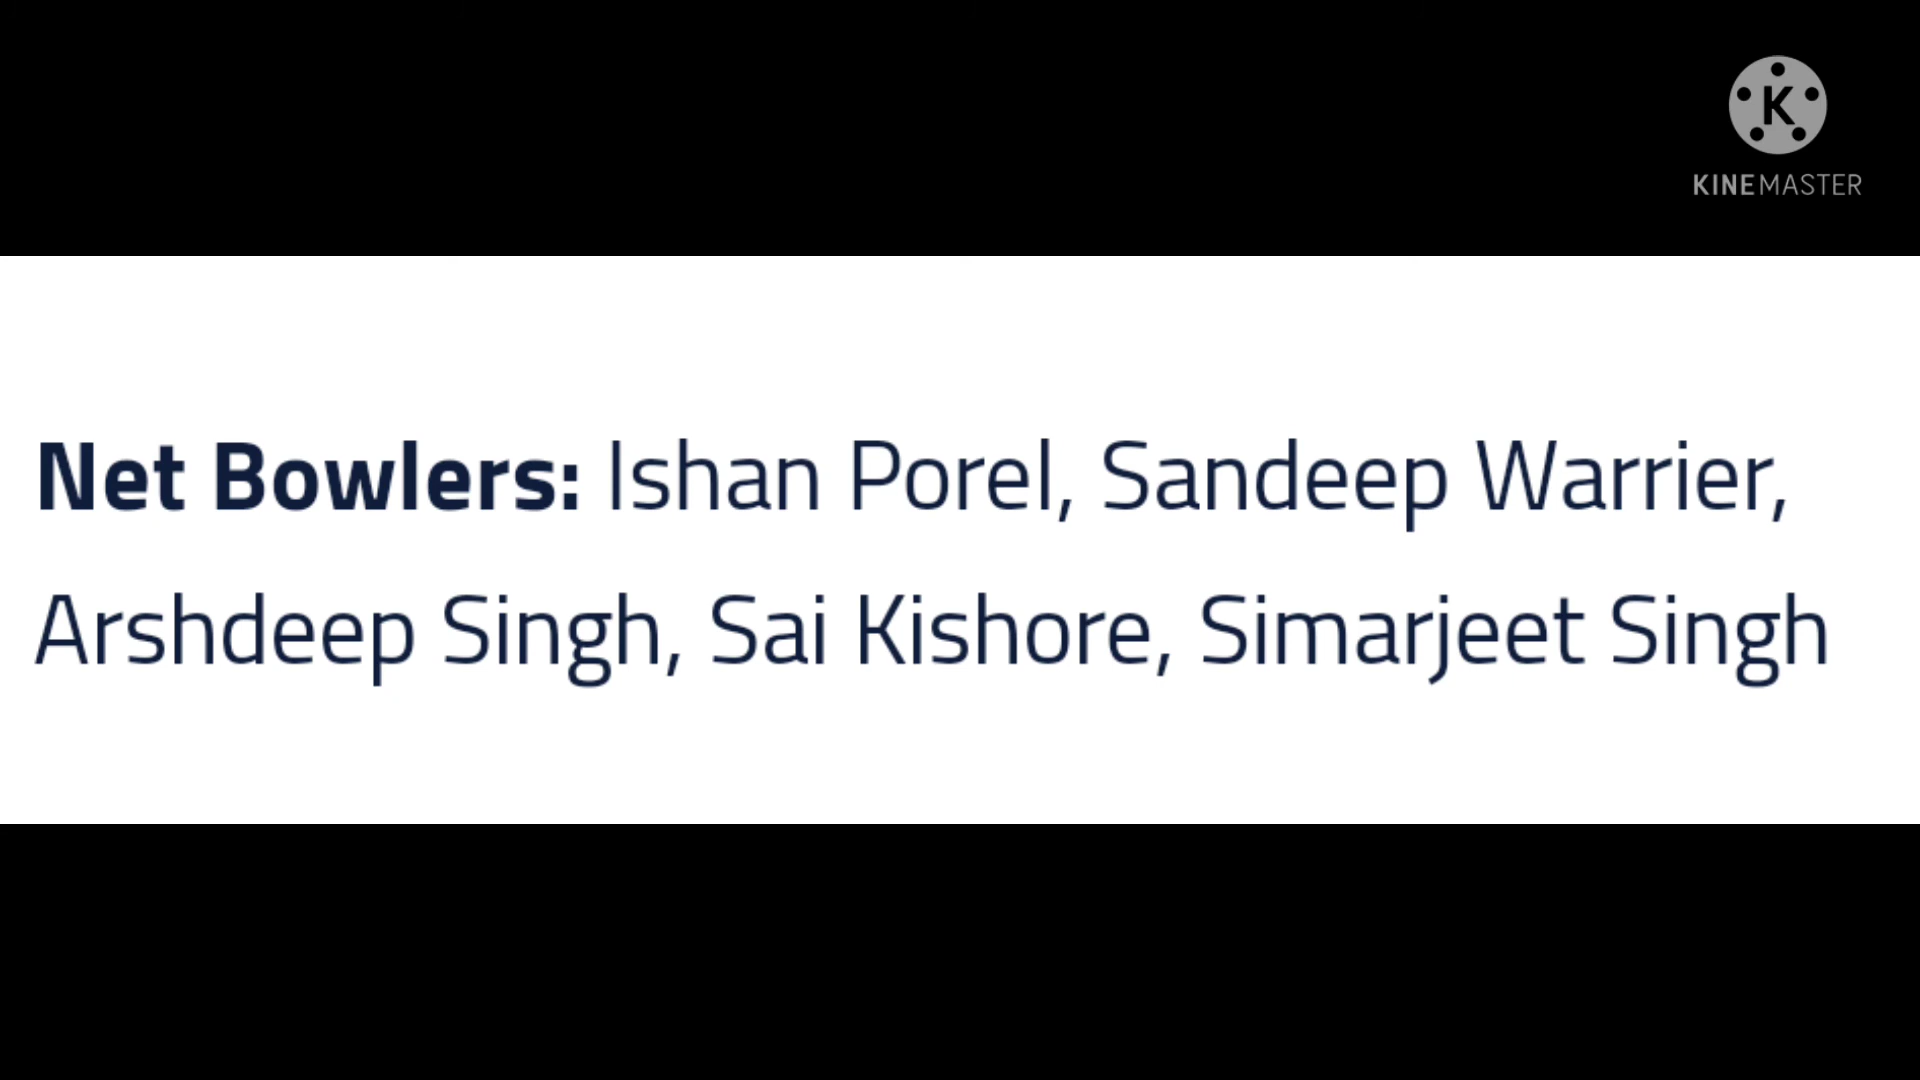 K
KINEMASTER
Net Bowlers: Ishan Porel, Sandeep Warrier,
Arshdeep Singh, Sai Kishore, Simarjeet Singh